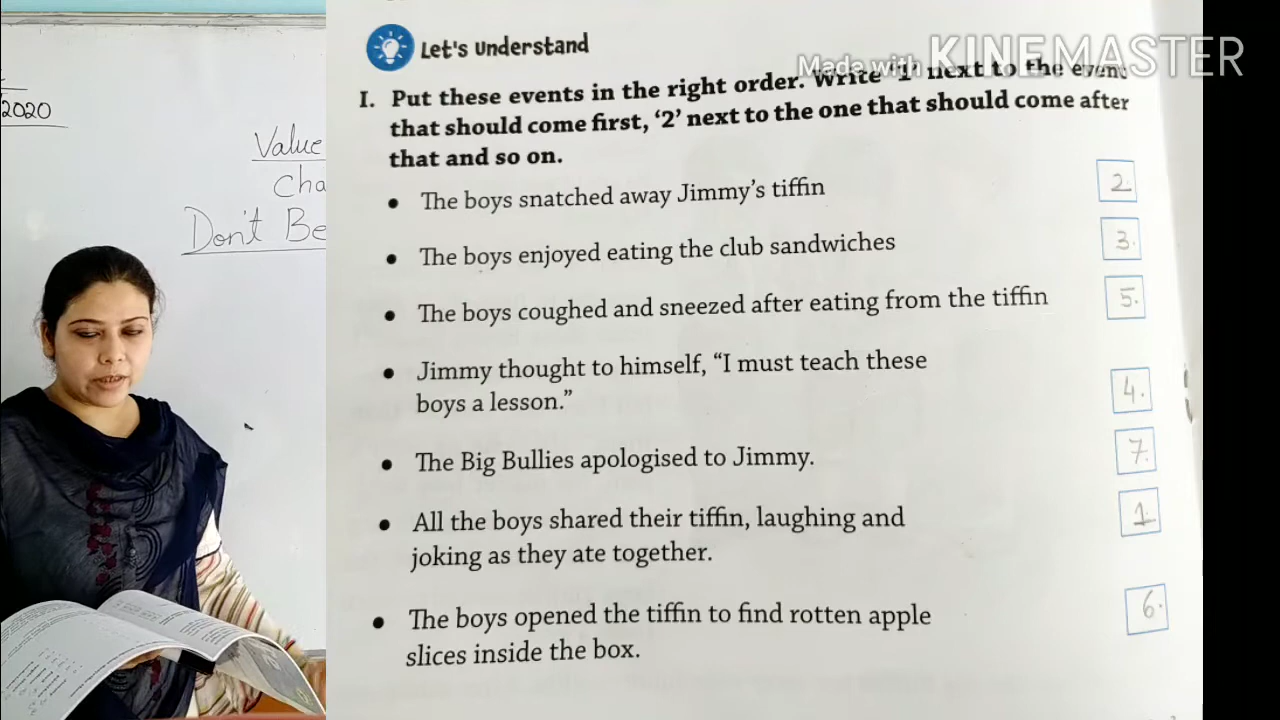 2020
Value
Cha
Don't Be
Let's Understand
Made with KINEMASTER
I. Put these events in the right order. Write '1' next to the event
that should come first, '2' next to the one that should come after
that and so on.
• The boys snatched away Jimmy's tiffin 2.
• The boys enjoyed eating the club sandwiches 3.
• The boys coughed and sneezed after eating from the tiffin 5.
• Jimmy thought to himself, “I must teach these
boys a lesson.” 4.
• The Big Bullies apologised to Jimmy. 7.
• All the boys shared their tiffin, laughing and 1.
joking as they ate together.
• The boys opened the tiffin to find rotten apple 6.
slices inside the box.